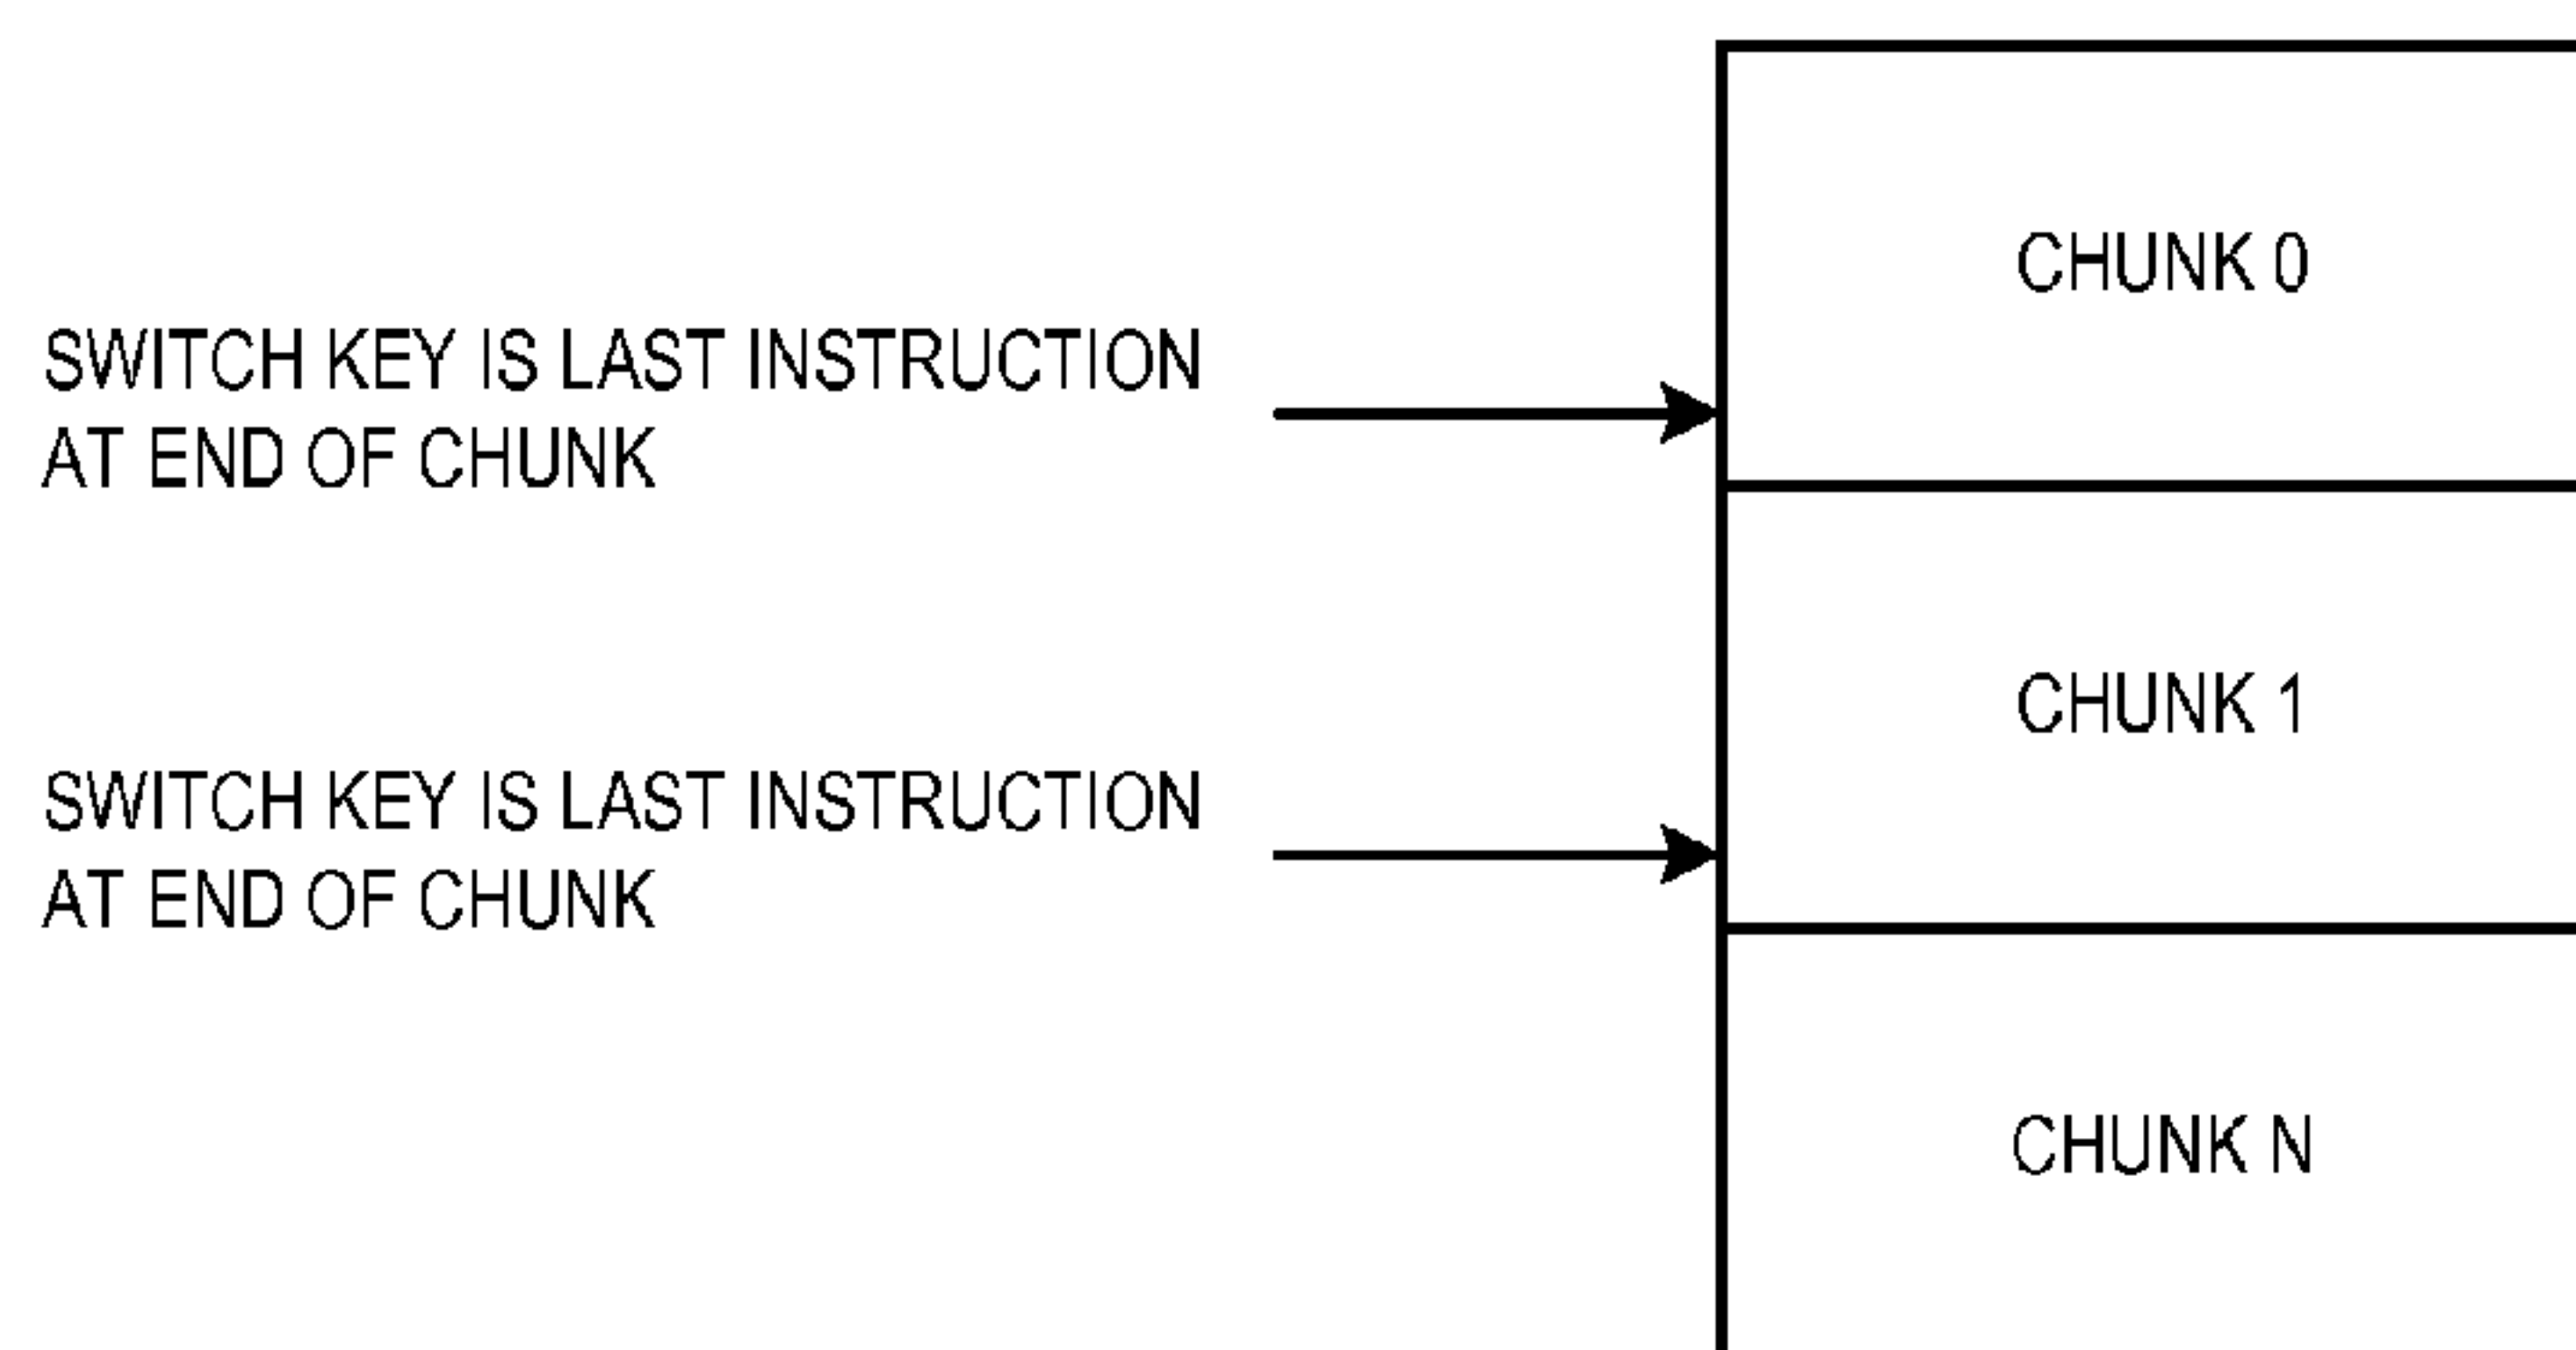 CHUNK 0
SWITCH KEY IS LAST INSTRUCTION
AT END OF CHUNK
CHUNK 1
SWITCH KEY IS LAST INSTRUCTION
AT END OF CHUNK
CHUNK N